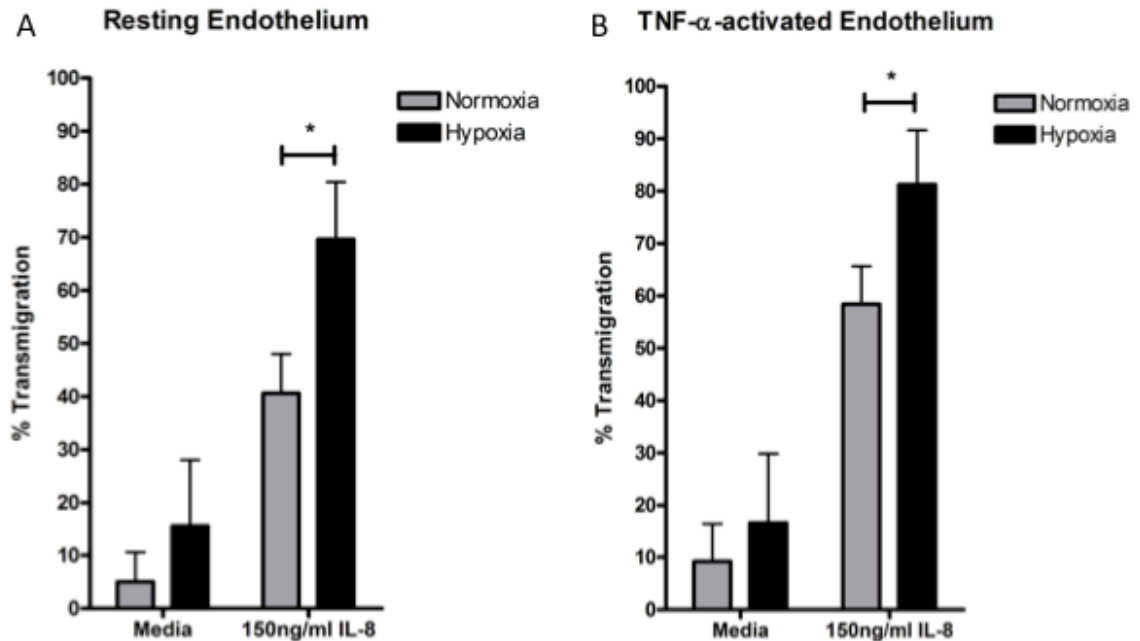 A Resting Endothelium
% Transmigration
100
90
80
70
60
50
40
30
20
10
0
*
Normoxia
Hypoxia
Media 150ng/ml IL-8
B TNF-α-activated Endothelium
% Transmigration
100
90
80
70
60
50
40
30
20
10
0
*
Normoxia
Hypoxia
Media 150ng/ml IL-8